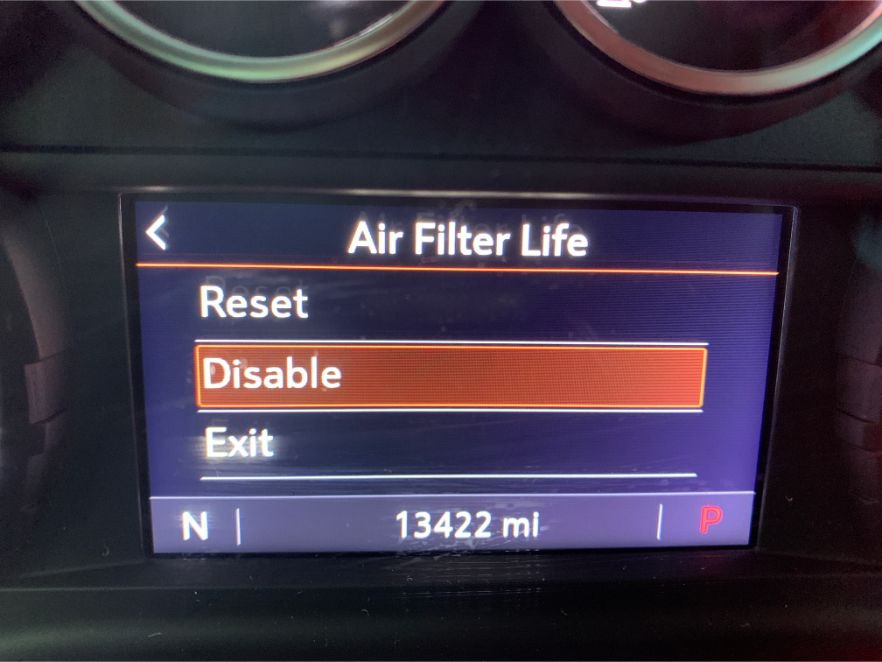 Air Filter Life
Reset
Disable
Exit
N 13422 mi P